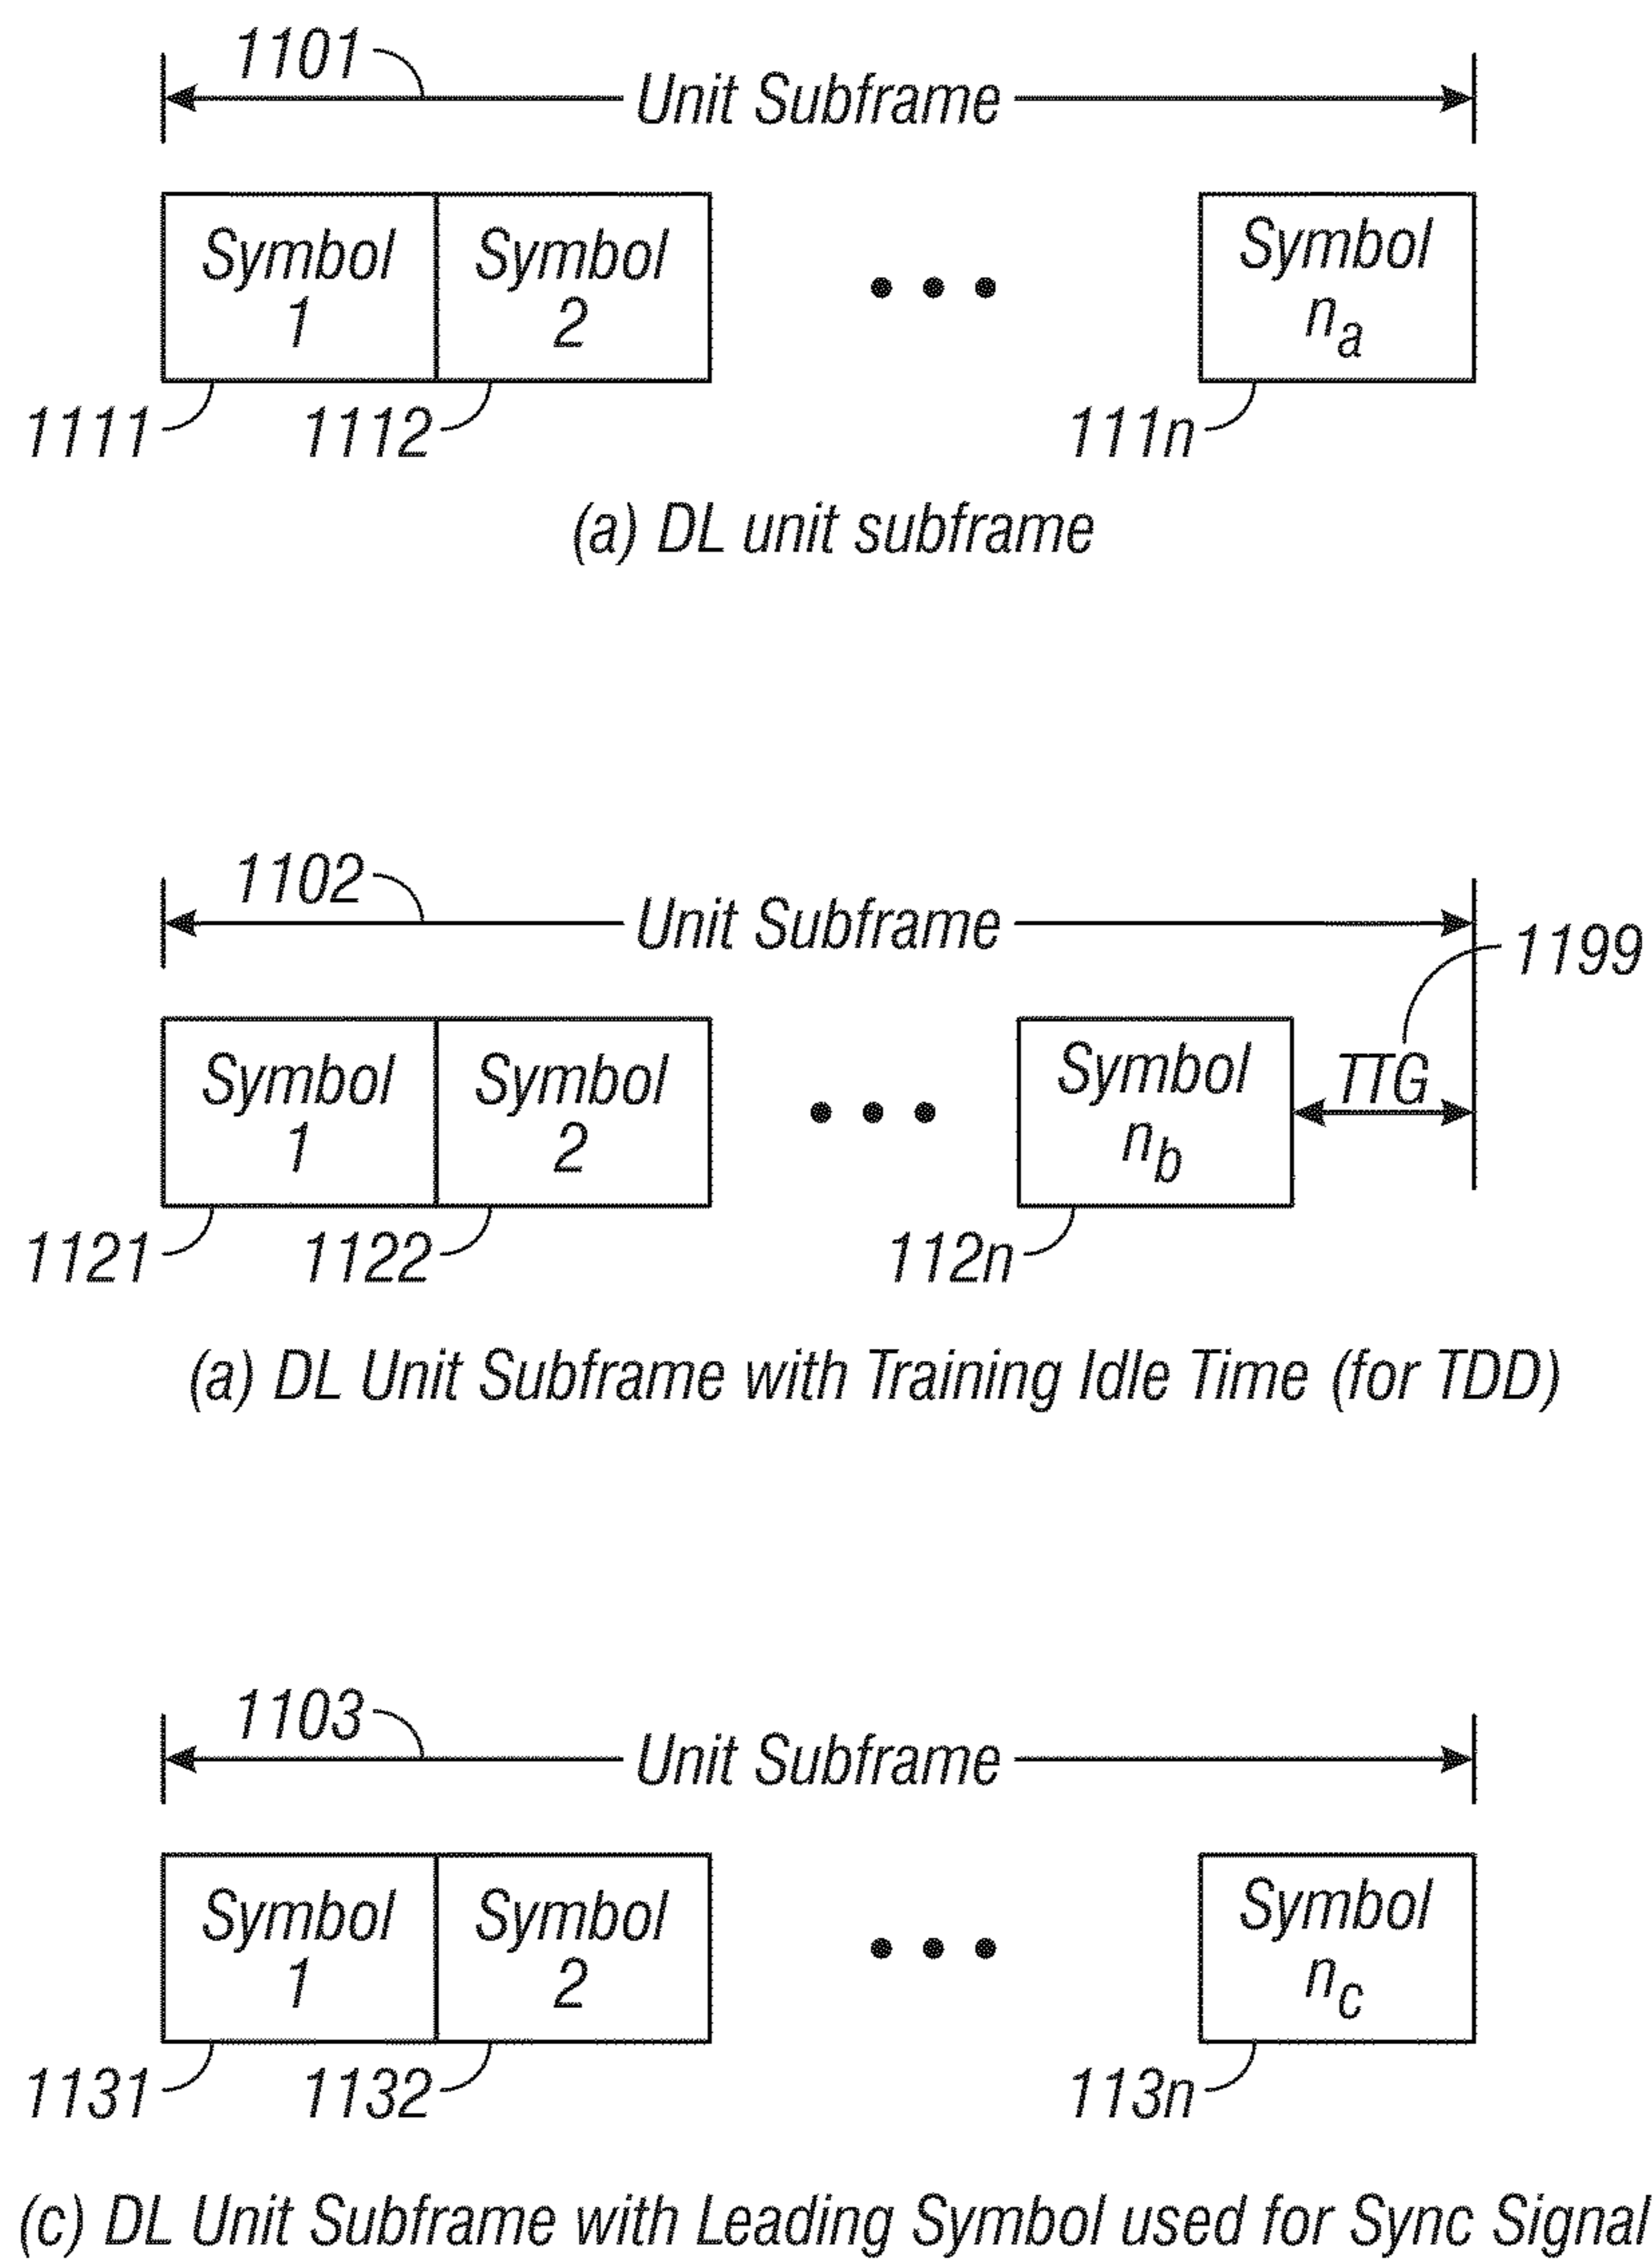 1101
Unit Subframe
Symbol 1
Symbol 2
Symbol na
1111
1112
111n
(a) DL unit subframe
1102
Unit Subframe
1199
Symbol 1
Symbol 2
Symbol nb
TTG
1121
1122
112n
(a) DL Unit Subframe with Training Idle Time (for TDD)
1103
Unit Subframe
Symbol 1
Symbol 2
Symbol nc
1131
1132
113n
(c) DL Unit Subframe with Leading Symbol used for Sync Signal